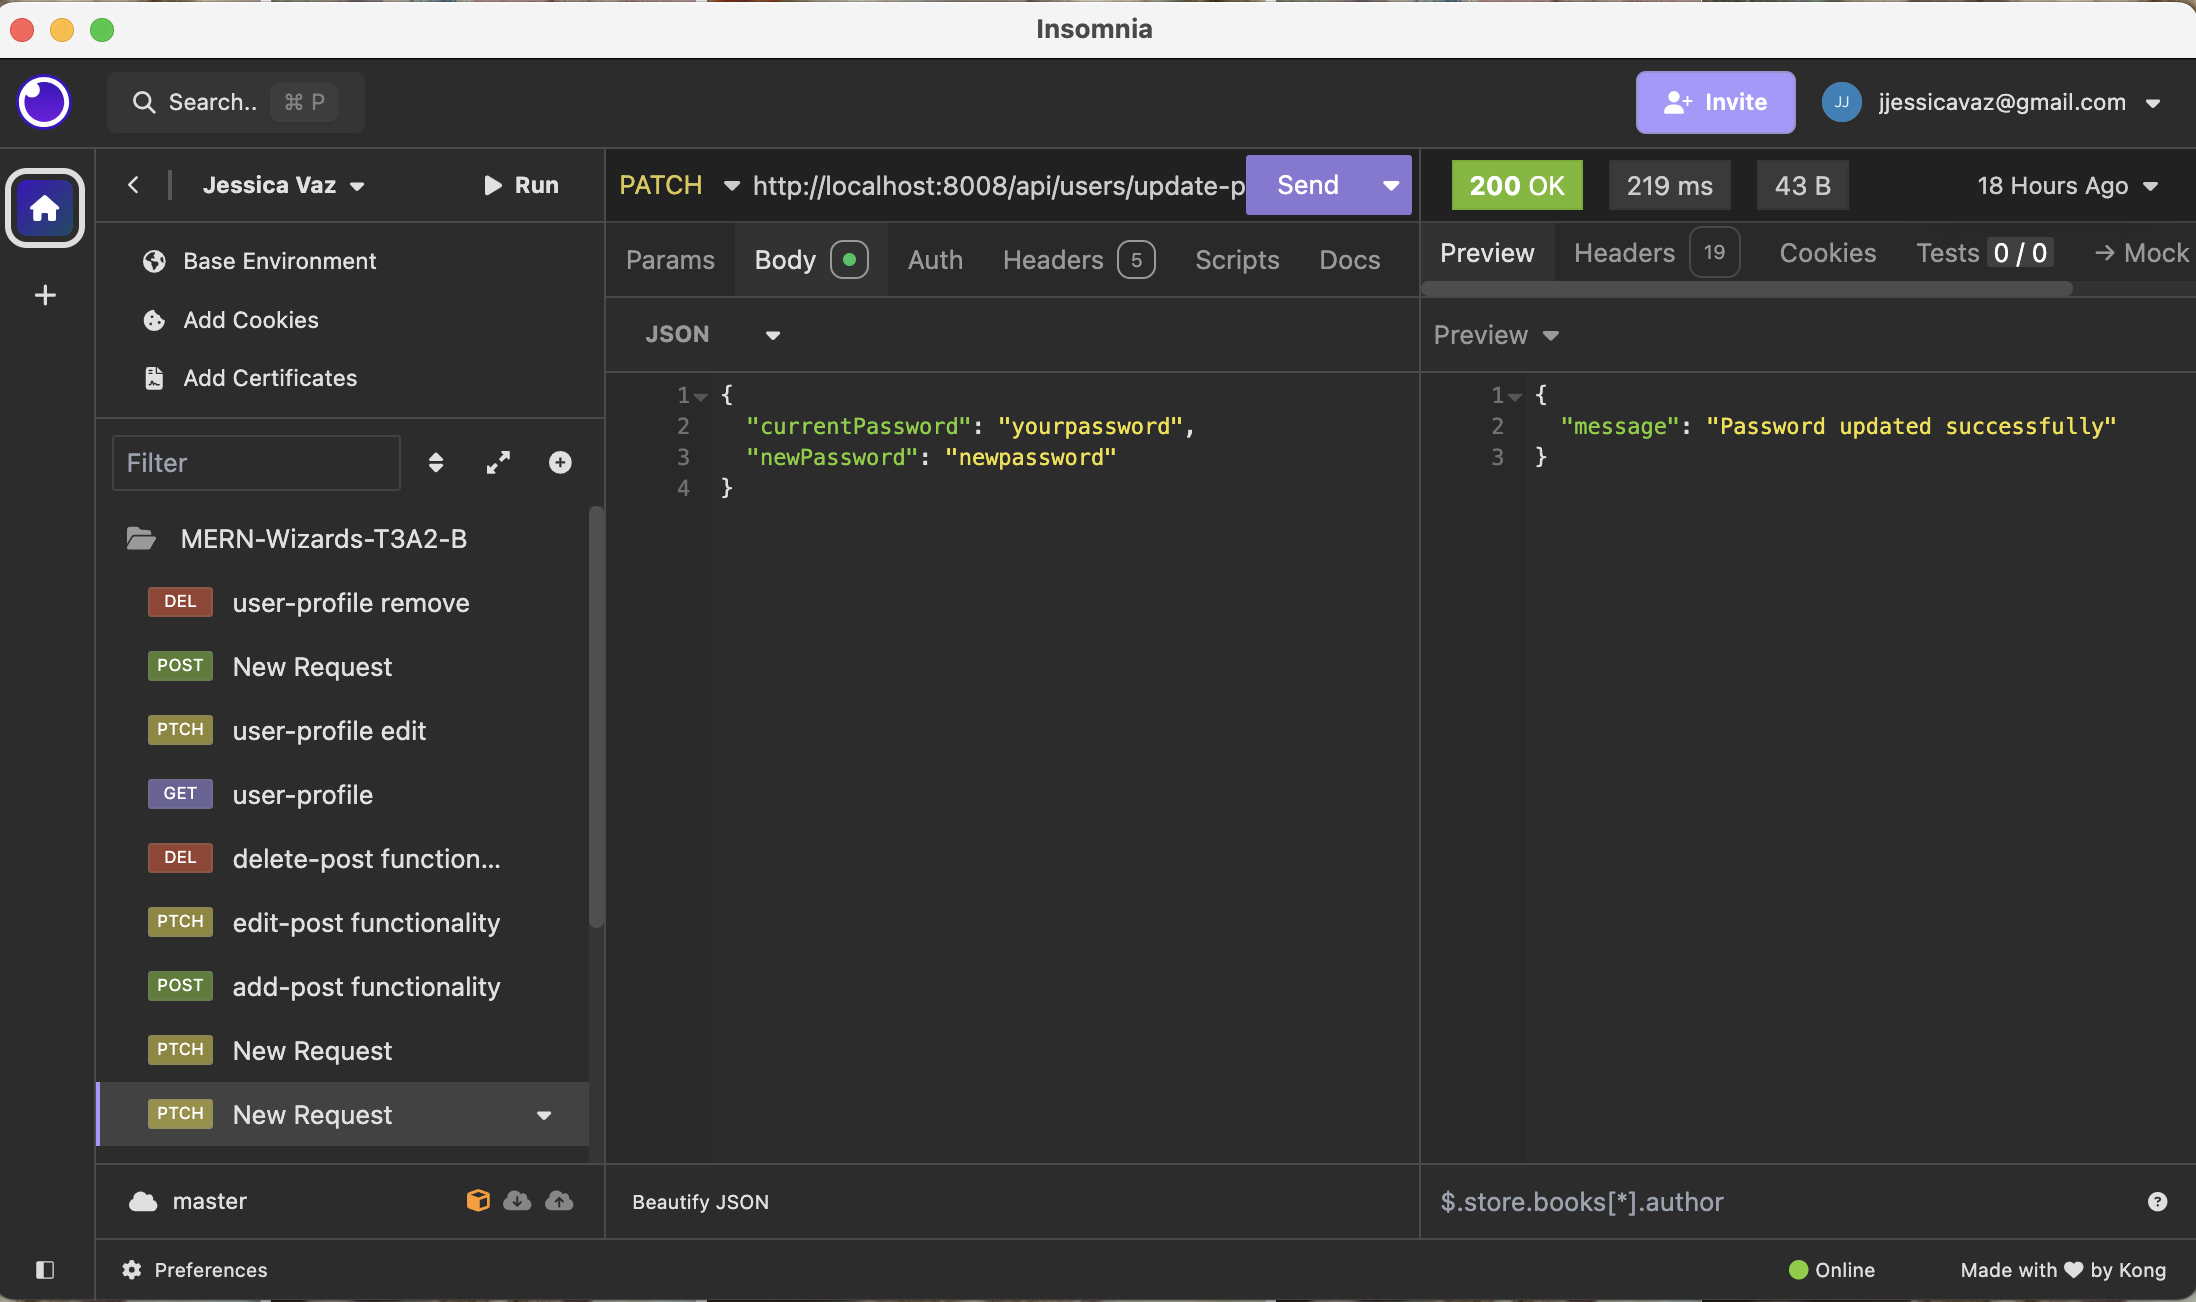 Insomnia
Search.. ⌘ P
Invite
JJ
jjessicavaz@gmail.com
Jessica Vaz
Run
Base Environment
Add Cookies
Add Certificates
Filter
MERN-Wizards-T3A2-B
DEL user-profile remove
POST New Request
PTCH user-profile edit
GET user-profile
DEL delete-post function...
PTCH edit-post functionality
POST add-post functionality
PTCH New Request
PTCH New Request
master
Preferences
PATCH http://localhost:8008/api/users/update-p
Send
Params Body Auth Headers 5 Scripts Docs
JSON
1 {
2 "currentPassword": "yourpassword",
3 "newPassword": "newpassword"
4 }
Beautify JSON
200 OK 219 ms 43 B 18 Hours Ago
Preview Headers 19 Cookies Tests 0 / 0 → Mock
Preview
1 {
2 "message": "Password updated successfully"
3 }
$.store.books[*].author
?
Online
Made with ♥ by Kong